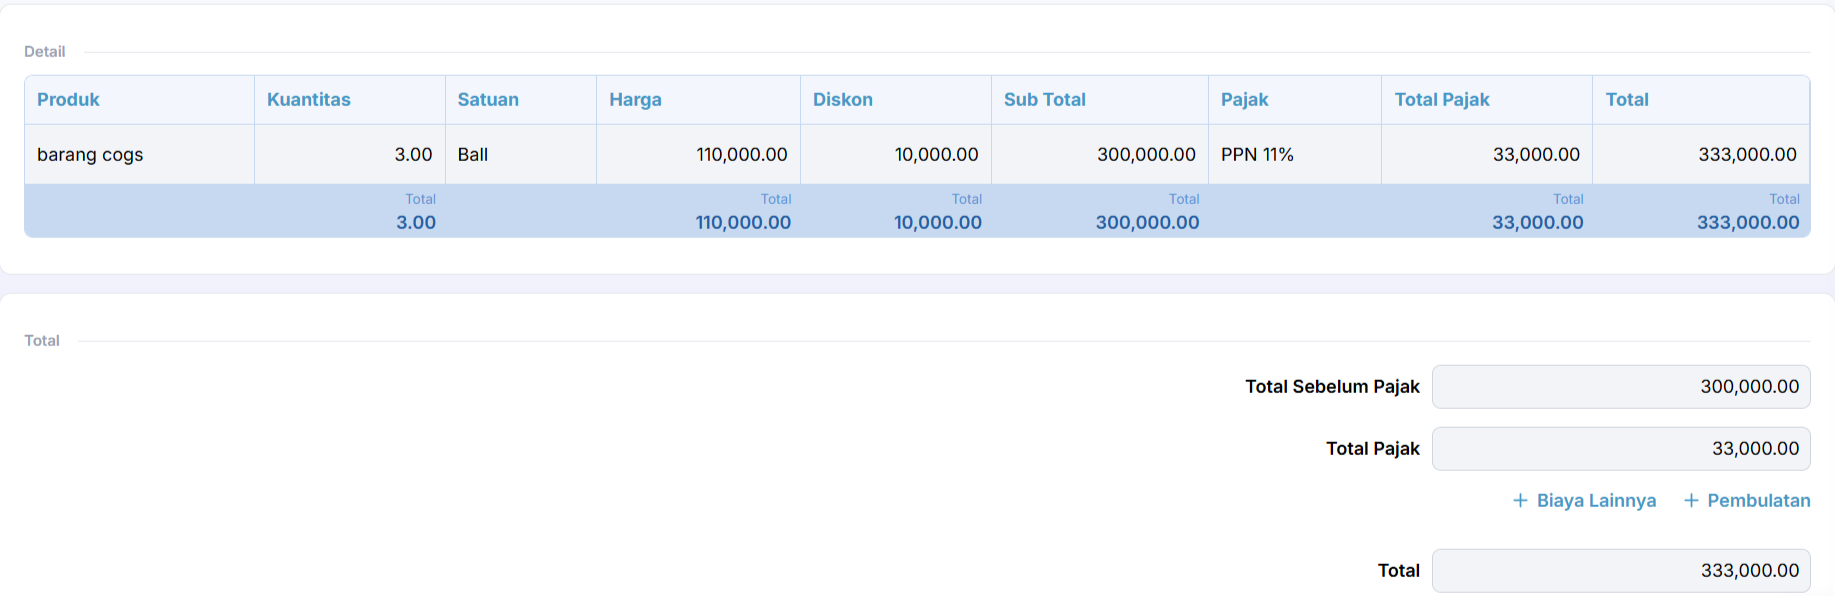 Detail
Produk Kuantitas Satuan Harga Diskon Sub Total Pajak Total Pajak Total
barang cogs 3.00 Ball 110,000.00 10,000.00 300,000.00 PPN 11% 33,000.00 333,000.00
Total Total Total Total Total Total
3.00 110,000.00 10,000.00 300,000.00 33,000.00 333,000.00
Total
Total Sebelum Pajak 300,000.00
Total Pajak 33,000.00
+ Biaya Lainnya + Pembulatan
Total 333,000.00